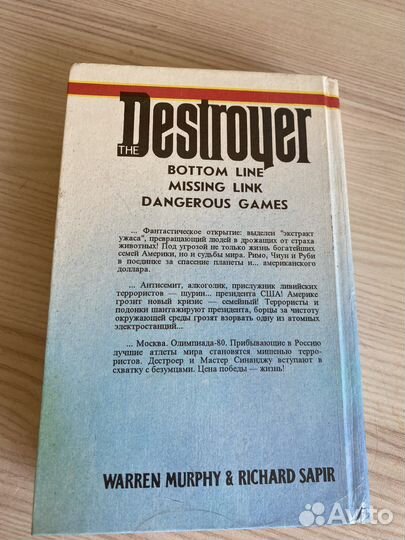 THE Destroyer
BOTTOM LINE
MISSING LINK
DANGEROUS GAMES
... Фантастическое открытие: выделен "экстракт
ужаса", превращающий людей в дрожащих от страха
животных! Под угрозой не только жизнь богатейших
семей Америки, но и судьбы мира. Римо, Чиун и Руби
в поединке за спасение планеты и... американского
доллара.
... Антисемит, алкоголик, прислужник ливийских
террористов — шурин... президента США! Америке
грозит новый кризис — семейный! Террористы и
подонки шантажируют президента, борцы за чистоту
окружающей среды грозят взорвать одну из атомных
электростанций...
... Москва. Олимпиада-80. Прибывающие в Россию
лучшие атлеты мира становятся мишенью терро-
ристов. Дестроер и Мастер Синанджу вступают в
схватку с безумцами. Цена победы — жизнь!
WARREN MURPHY & RICHARD SAPIR
Avito